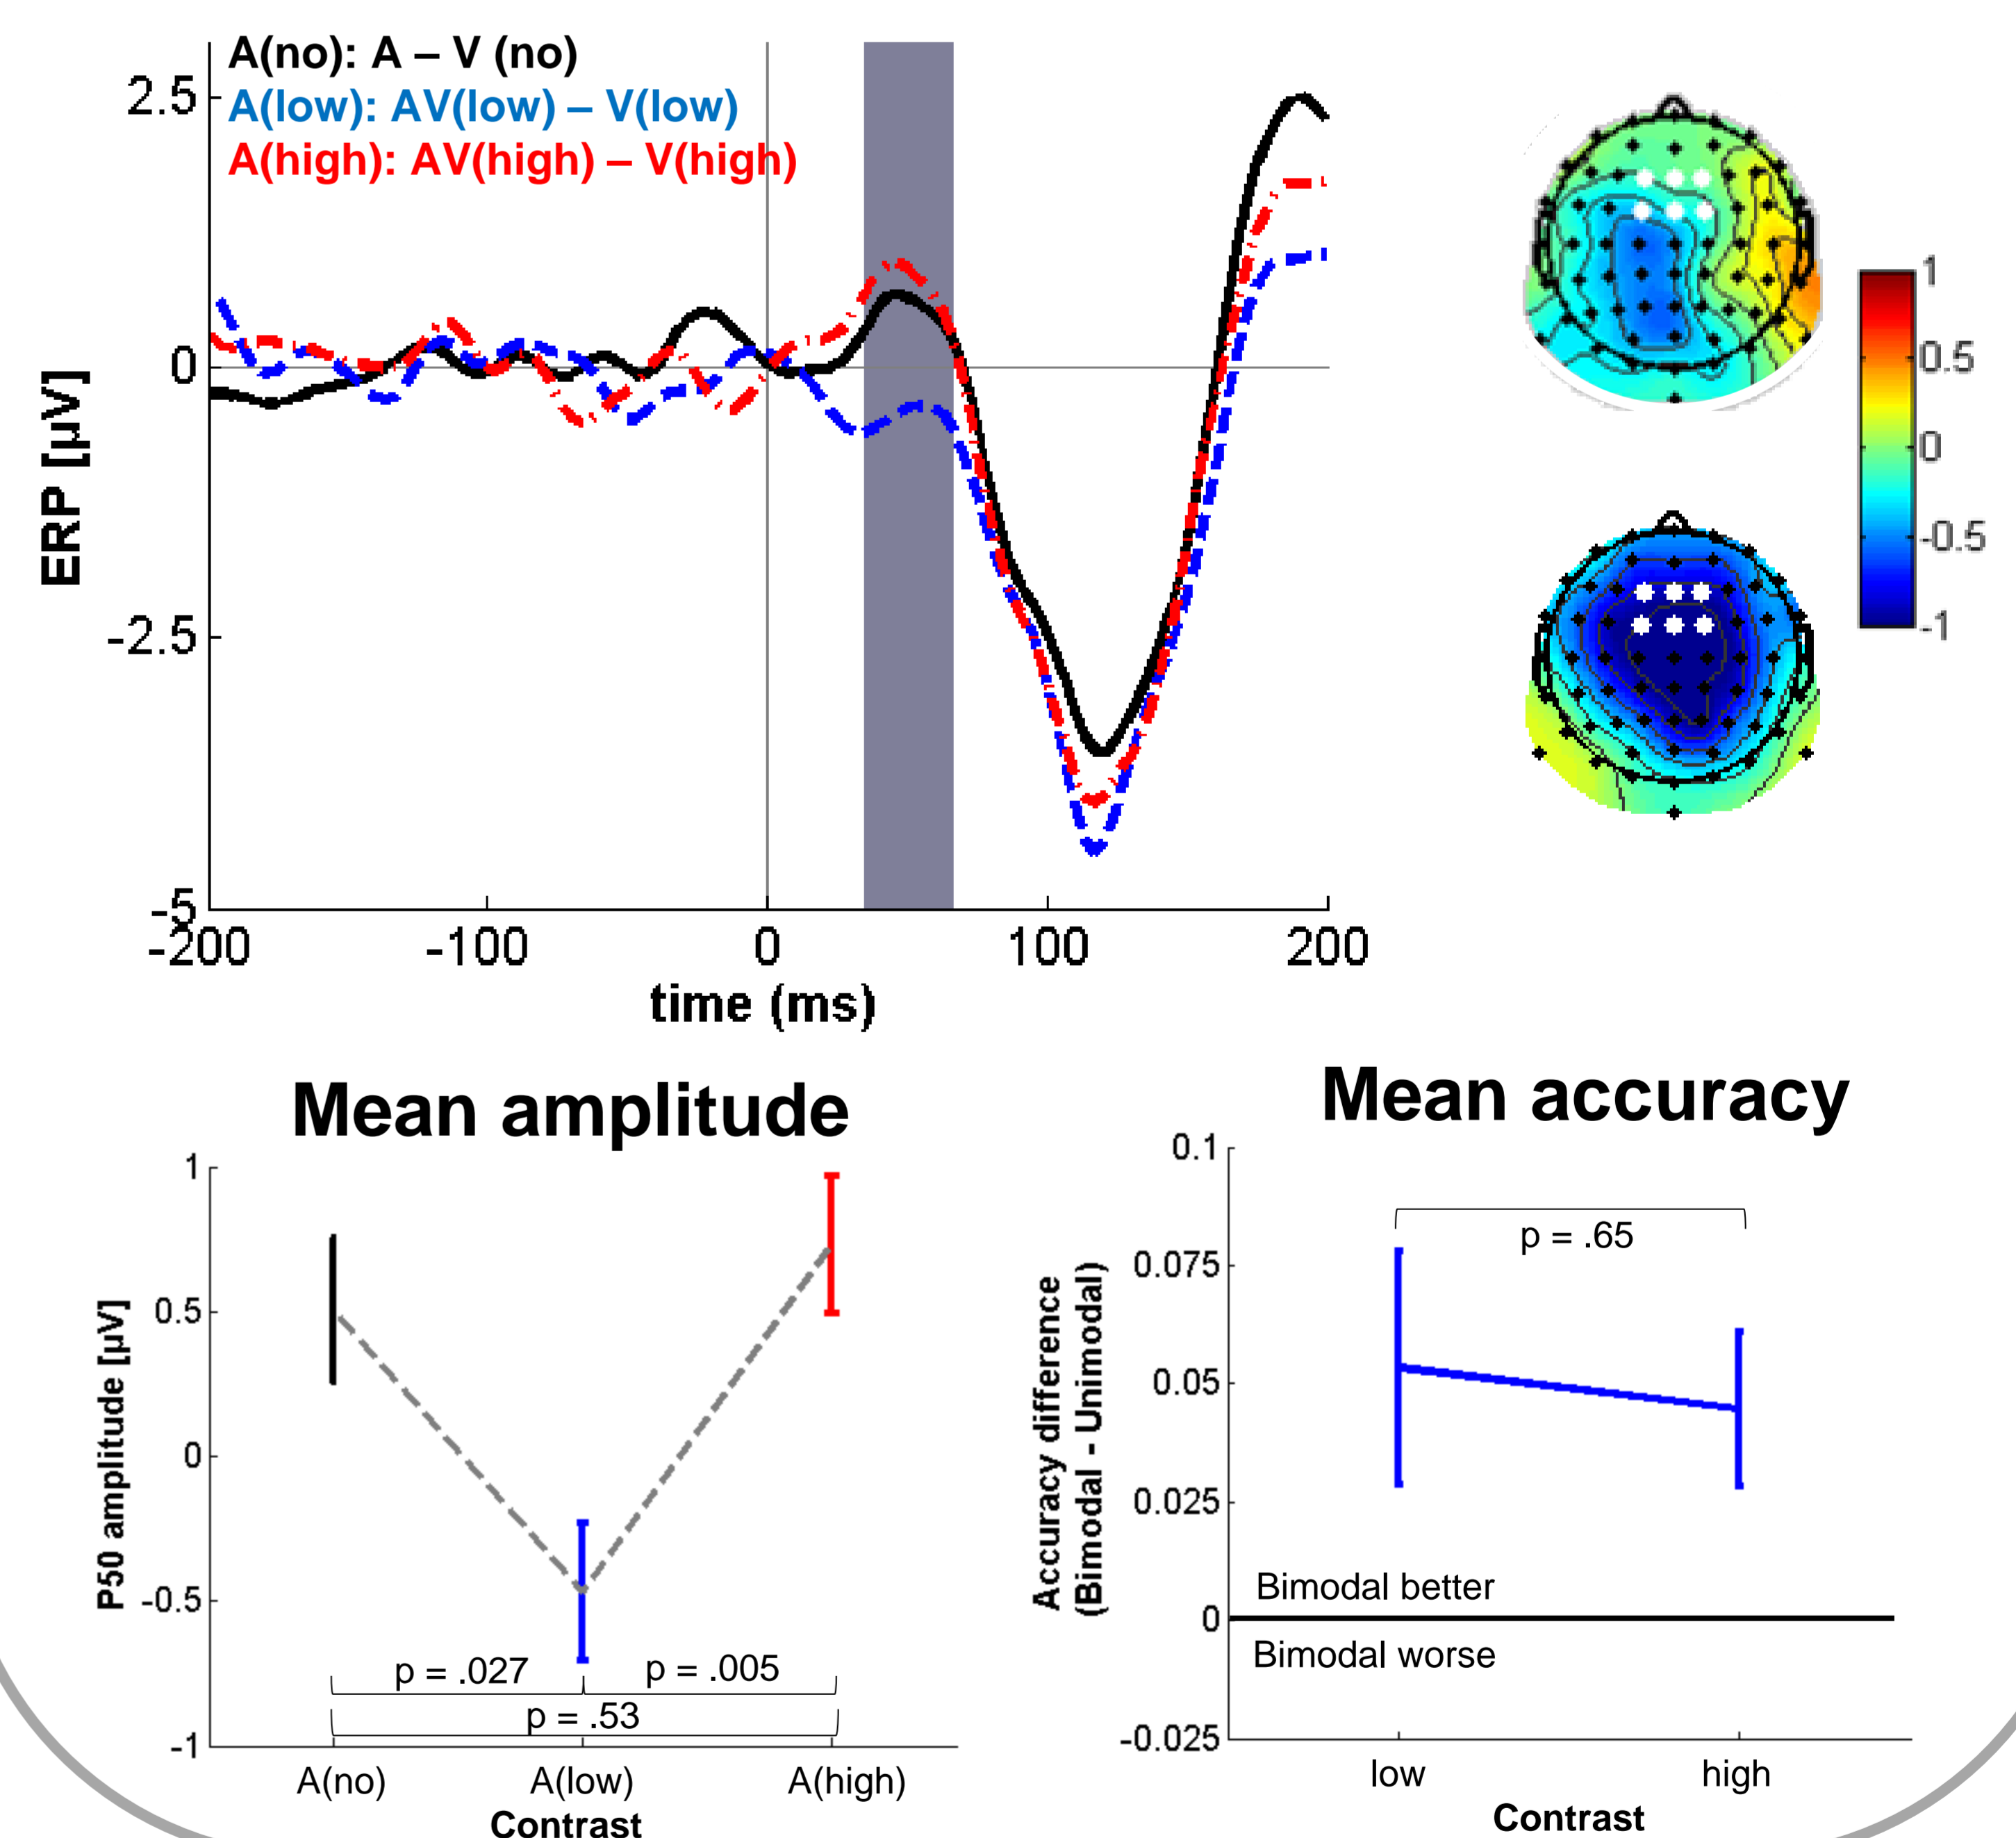 A(no): A – V (no)
A(low): AV(low) – V(low)
A(high): AV(high) – V(high)
2.5
0
-2.5
-5
ERP [µV]
-200
-100
0
100
200
time (ms)
1
0.5
0
-0.5
-1
Mean amplitude
1
0.5
0
-0.5
-1
P50 amplitude [µV]
p = .027
p = .005
p = .53
A(no)
A(low)
A(high)
Contrast
Mean accuracy
0.1
0.075
0.05
0.025
0
-0.025
Accuracy difference
(Bimodal - Unimodal)
p = .65
Bimodal better
Bimodal worse
low
high
Contrast